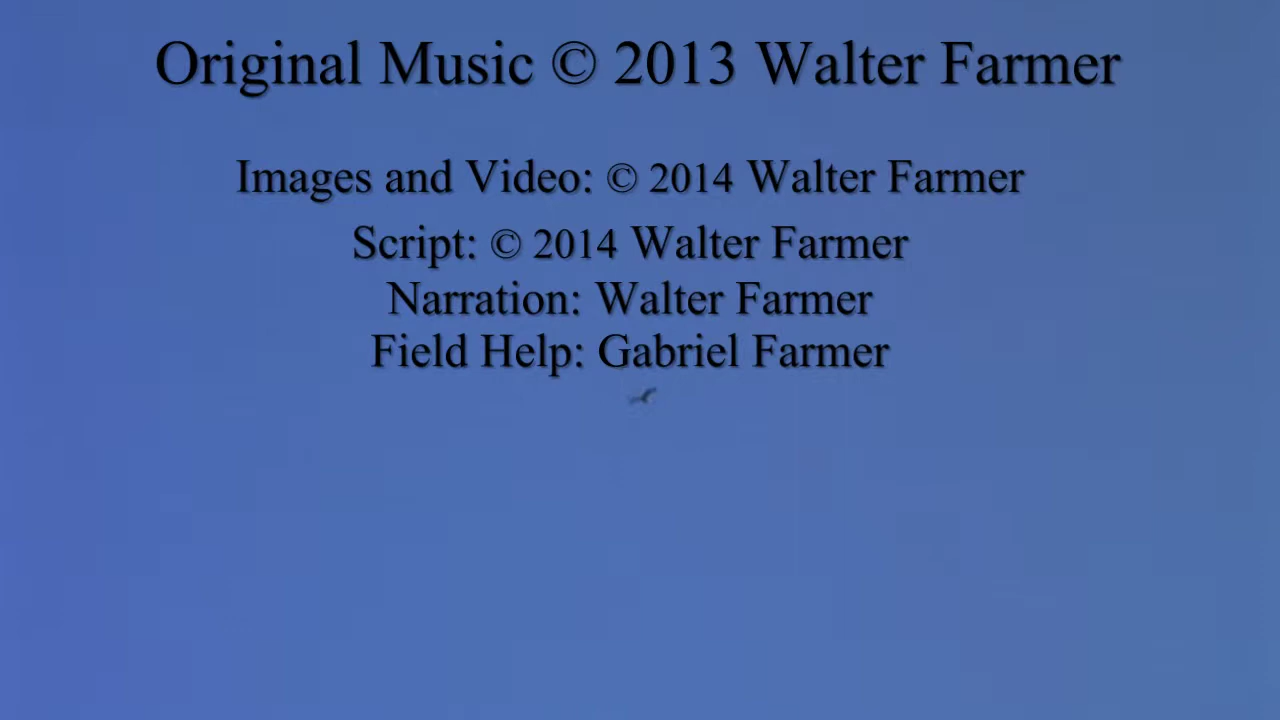 Original Music © 2013 Walter Farmer
Images and Video: © 2014 Walter Farmer
Script: © 2014 Walter Farmer
Narration: Walter Farmer
Field Help: Gabriel Farmer